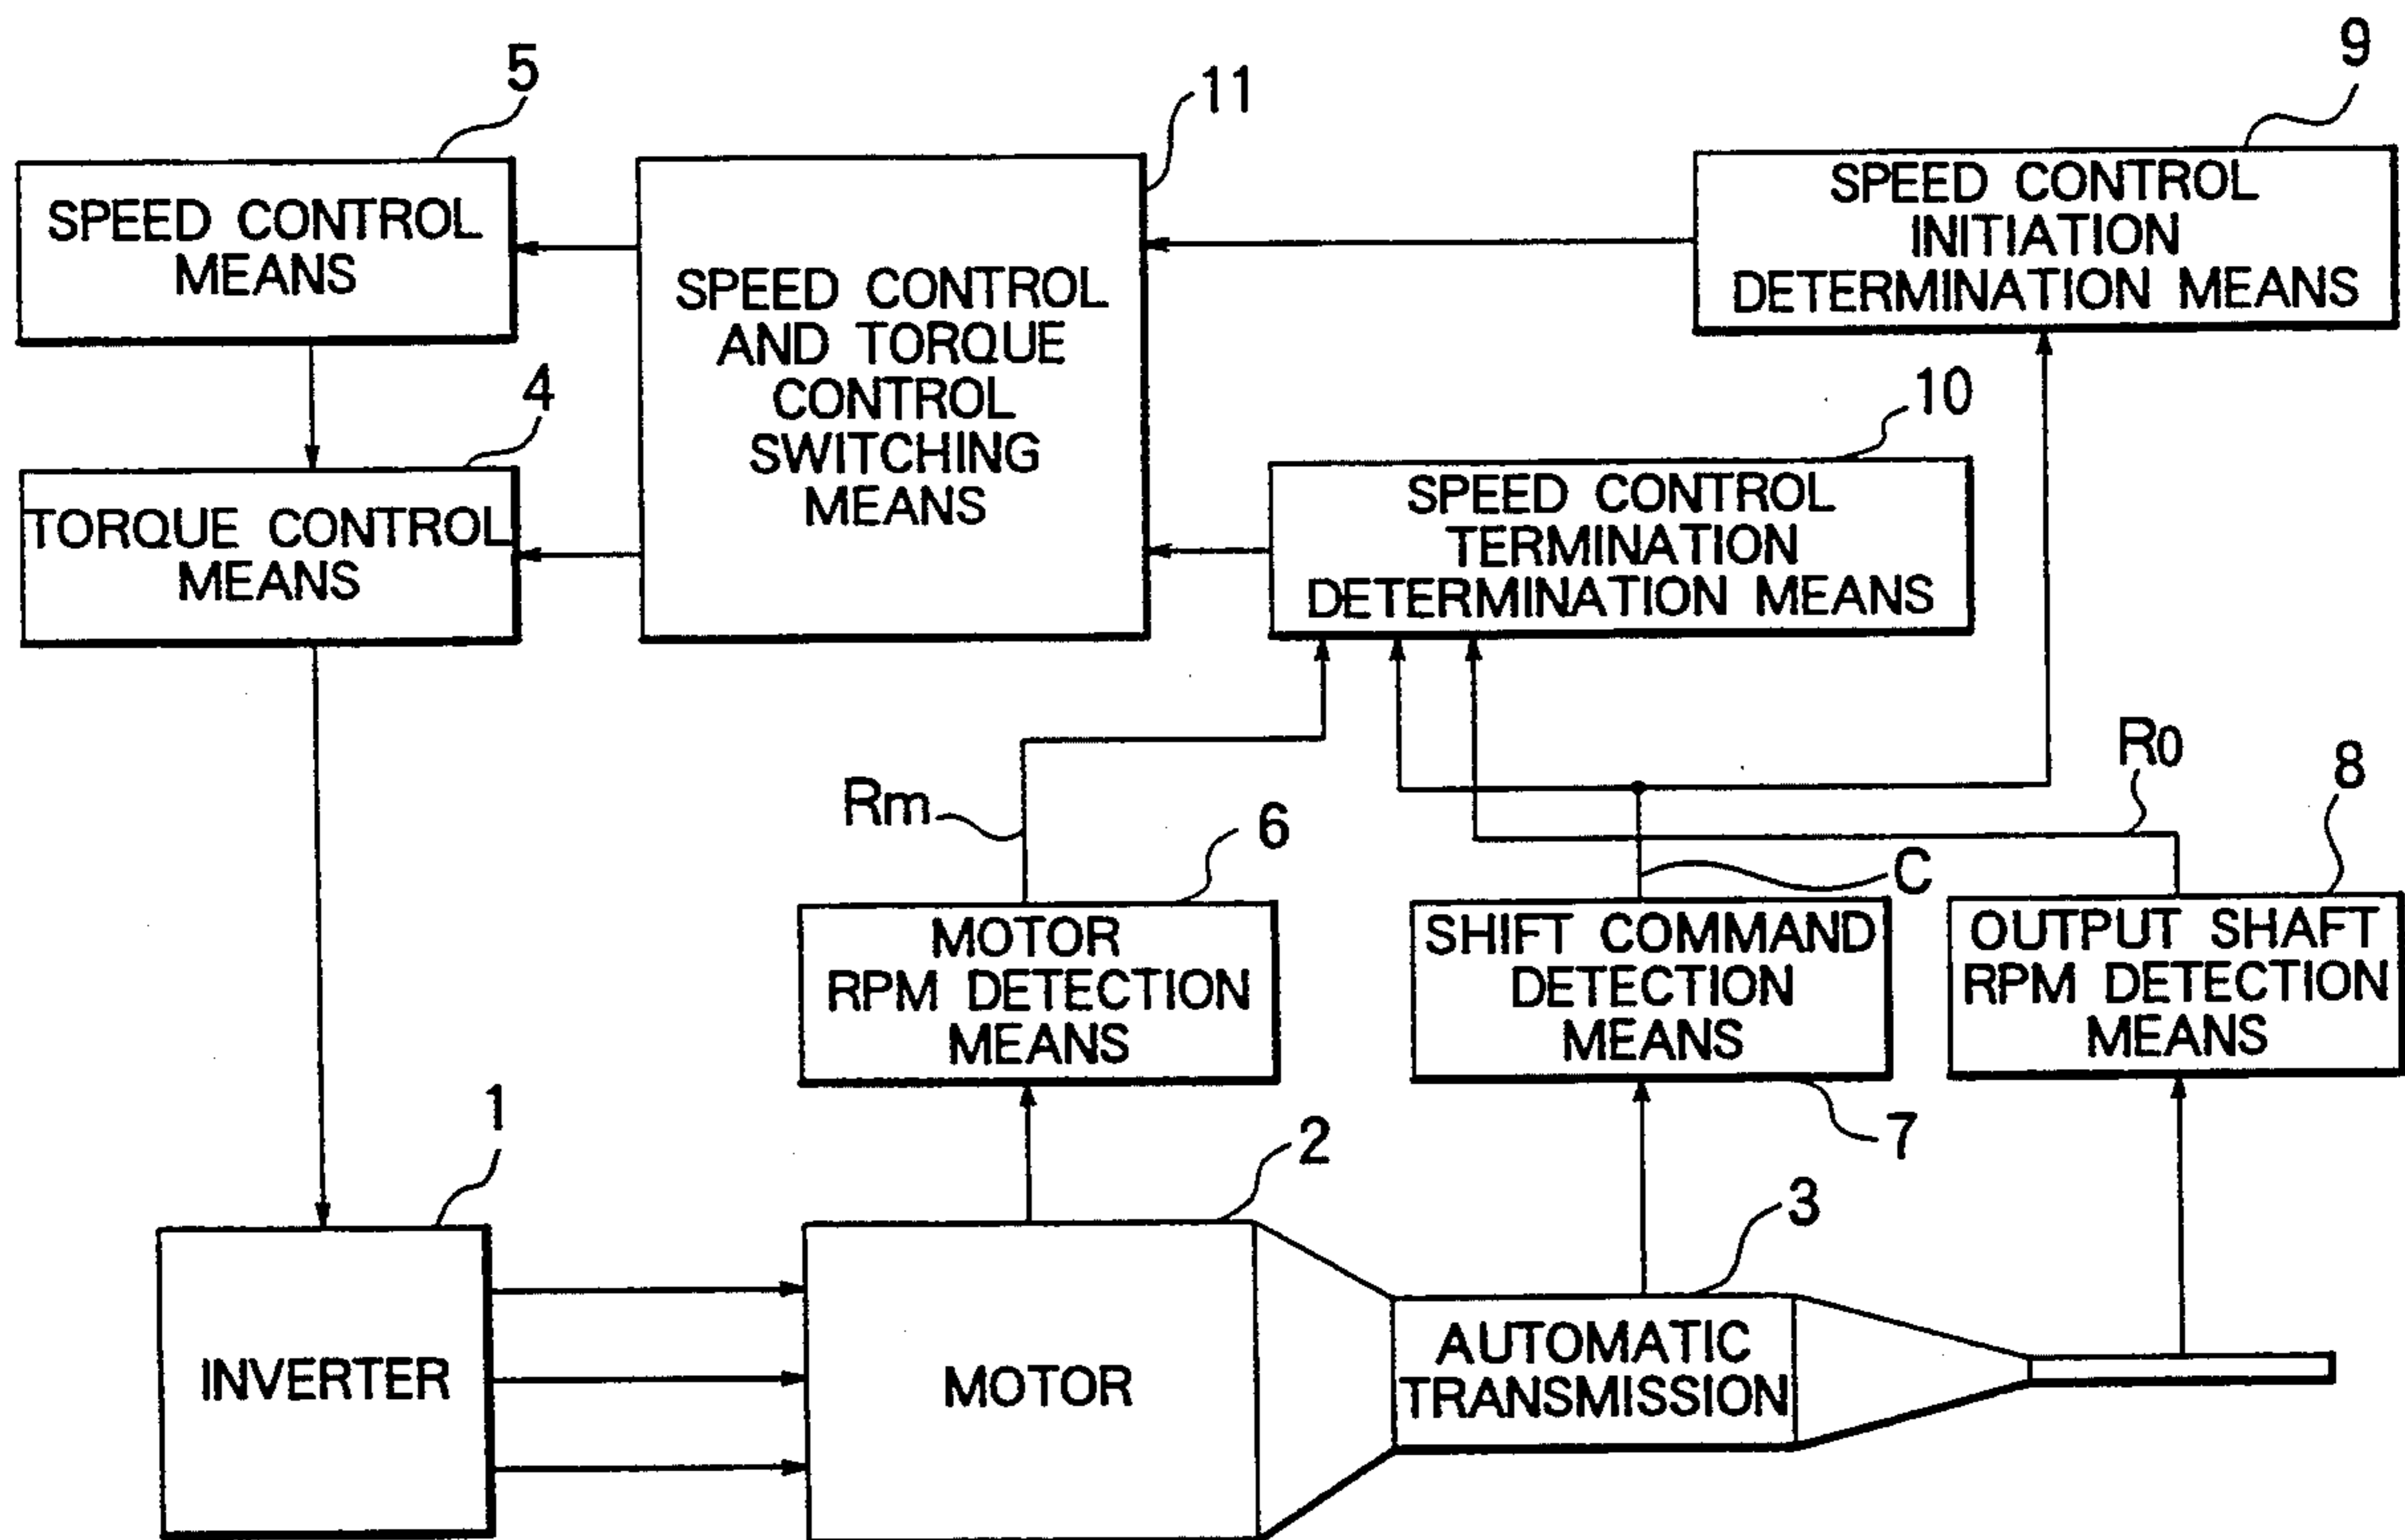 5
11
9
SPEED CONTROL
MEANS
SPEED CONTROL
AND TORQUE
CONTROL
SWITCHING
MEANS
SPEED CONTROL
INITIATION
DETERMINATION MEANS
4
10
TORQUE CONTROL
MEANS
SPEED CONTROL
TERMINATION
DETERMINATION MEANS
Rm
6
C
R0
8
MOTOR
RPM DETECTION
MEANS
SHIFT COMMAND
DETECTION
MEANS
OUTPUT SHAFT
RPM DETECTION
MEANS
1
2
7
3
INVERTER
MOTOR
AUTOMATIC
TRANSMISSION